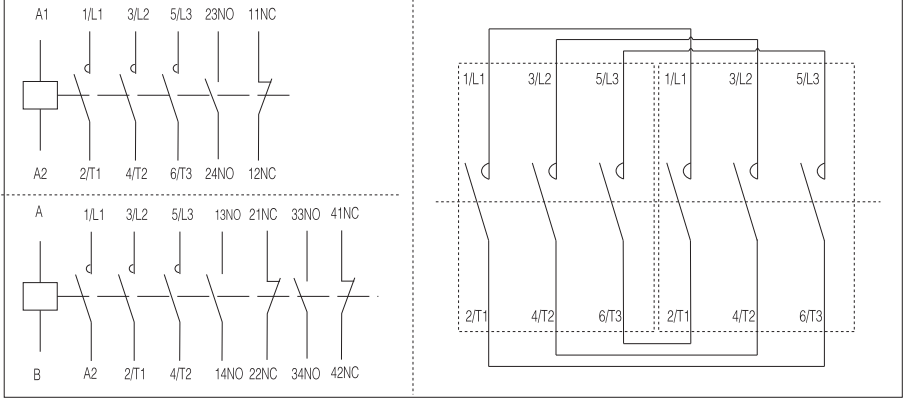 A1 1/L1 3/L2 5/L3 23NO 11NC
A2 2/T1 4/T2 6/T3 24NO 12NC
A 1/L1 3/L2 5/L3 13NO 21NC 33NO 41NC
B A2 2/T1 4/T2 14NO 22NC 34NO 42NC
1/L1 3/L2 5/L3 1/L1 3/L2 5/L3
2/T1 4/T2 6/T3 2/T1 4/T2 6/T3